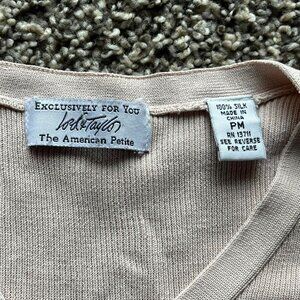 EXCLUSIVELY FOR YOU
Lord & Taylor
The American Petite
100% SILK
MADE IN
CHINA
PM
RN 13711
SEE REVERSE
FOR CARE